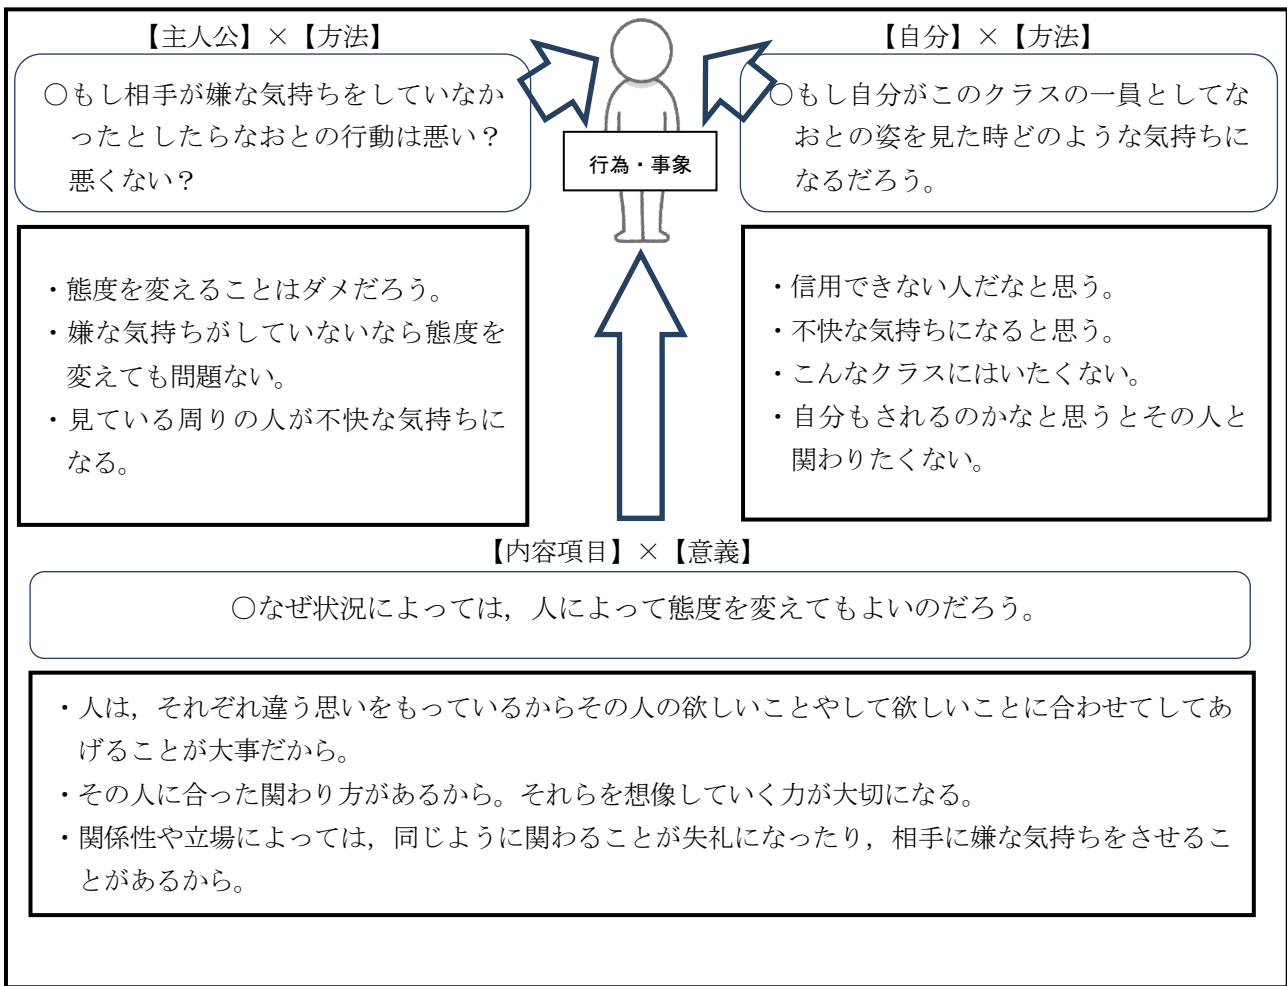 【主人公】×【方法】
○もし相手が嫌な気持ちをしていなか
ったとしたらなおとの行動は悪い？
悪くない？
行為・事象
【自分】×【方法】
○もし自分がこのクラスの一員としてな
おとの姿を見た時どのような気持ちに
なるだろう。
・態度を変えることはダメだろう。
・嫌な気持ちがしていないなら態度を
変えても問題ない。
・見ている周りの人が不快な気持ちに
なる。
・信用できない人だなと思う。
・不快な気持ちになると思う。
・こんなクラスにはいたくない。
・自分もされるのかなと思うとその人と
関わりたくない。
【内容項目】×【意義】
○なぜ状況によっては，人によって態度を変えてもよいのだろう。
・人は，それぞれ違う思いをもっているからその人の欲しいことやして欲しいことに合わせてしてあ
げることが大事だから。
・その人に合った関わり方があるから。それらを想像していく力が大切になる。
・関係性や立場によっては，同じように関わることが失礼になったり，相手に嫌な気持ちをさせるこ
とがあるから。